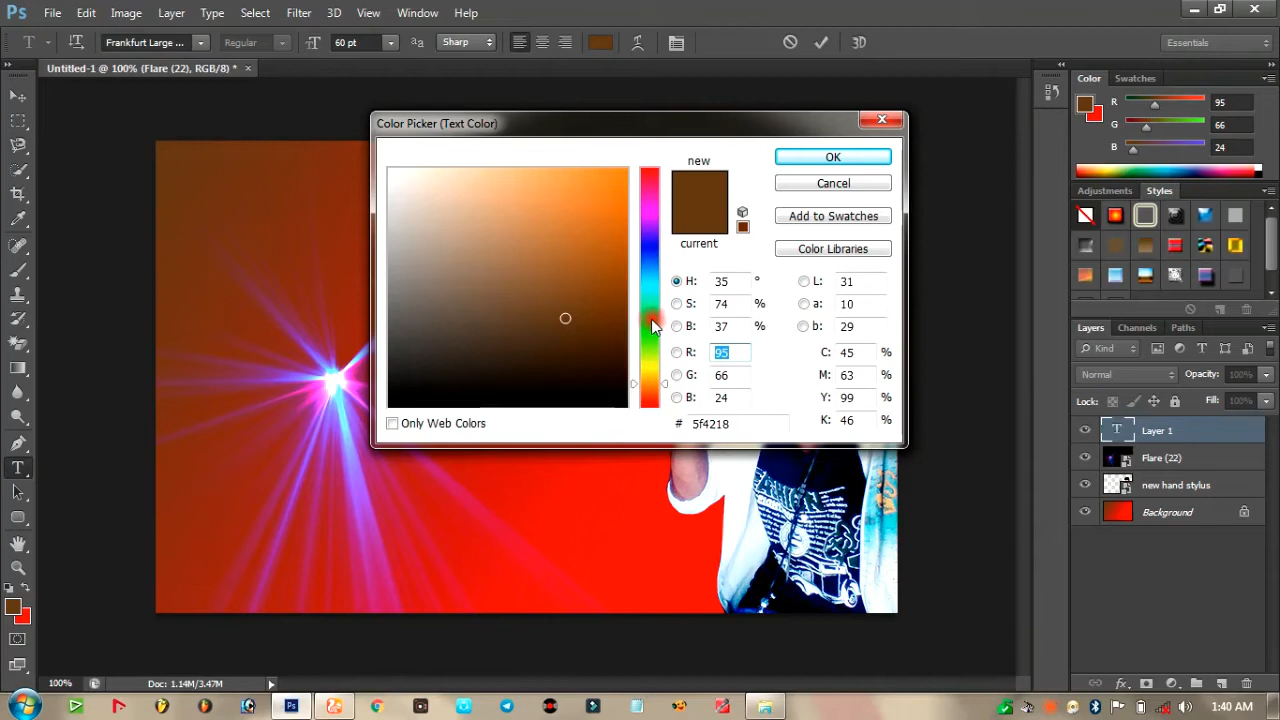 Ps File Edit Image Layer Type Select Filter 3D View Window Help
T Frankfurt Large ... Regular 60 pt Sharp 3D Essentials
Untitled-1 @ 100% (Flare (22), RGB/8) * ×
Color Swatches
R 95
G 66
B 24
Adjustments Styles
Color Picker (Text Color)
new
current
OK
Cancel
Add to Swatches
Color Libraries
H: 35 °
S: 74 %
B: 37 %
R: 95
G: 66
B: 24
L: 31
a: 10
b: 29
C: 45 %
M: 63 %
Y: 99 %
K: 46 %
# 5f4218
Only Web Colors
Layers Channels Paths
Kind
Normal Opacity: 100%
Lock: Fill: 100%
T Layer 1
Flare (22)
new hand stylus
Background
100% Doc: 1.14M/3.47M
Ps 1:40 AM